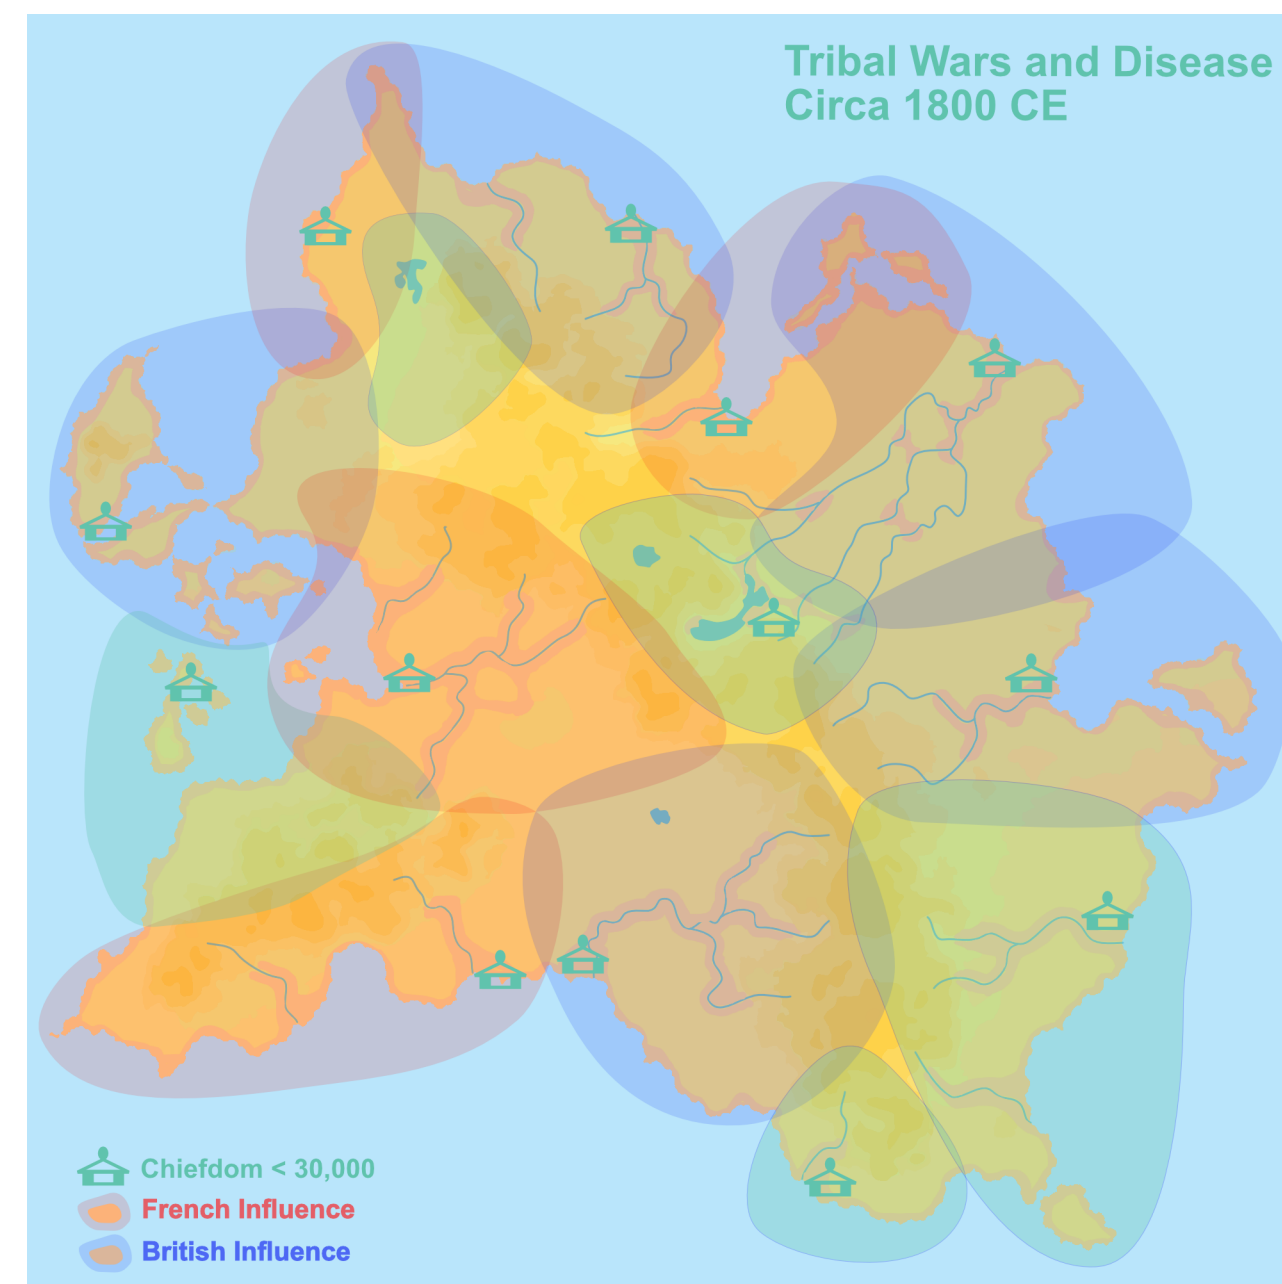 Tribal Wars and Disease
Circa 1800 CE
Chiefdom < 30,000
French Influence
British Influence